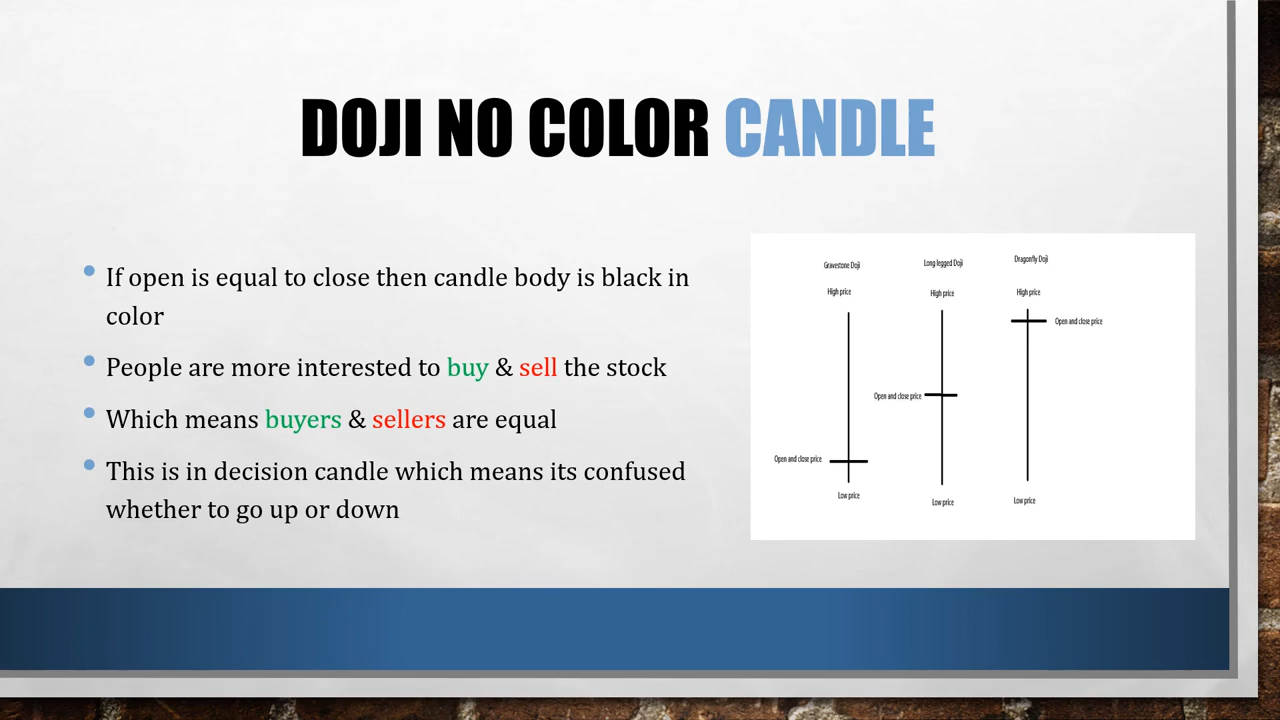 DOJI NO COLOR CANDLE
If open is equal to close then candle body is black in
color
People are more interested to buy & sell the stock
Which means buyers & sellers are equal
This is in decision candle which means its confused
whether to go up or down
Gravestone Doji
High price
Open and close price
Low price
Long legged Doji
High price
Open and close price
Low price
Dragonfly Doji
High price
Open and close price
Low price